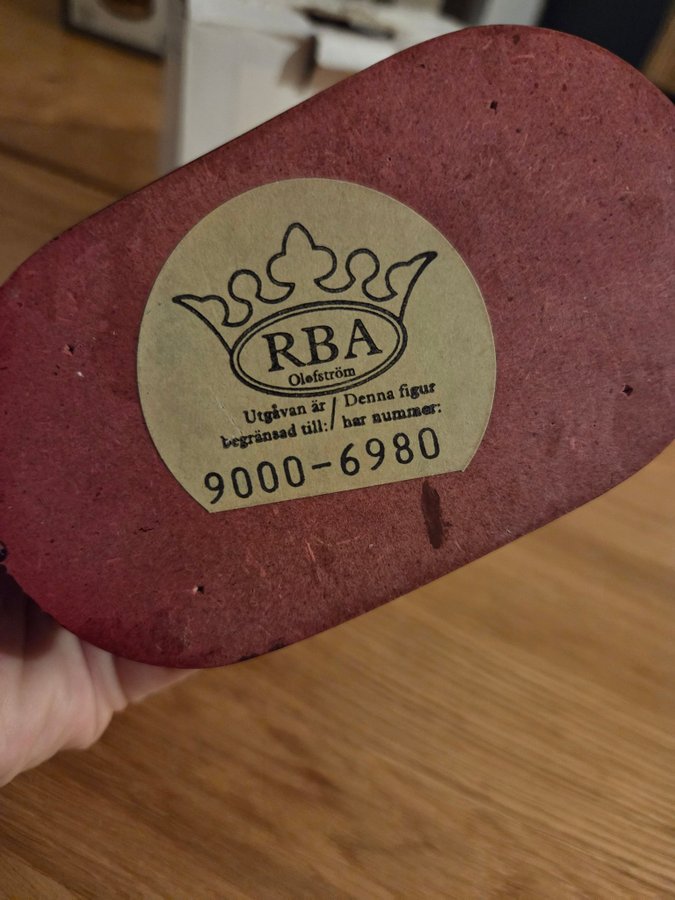 RBA
Olofström
Utgåvan är / Denna figur
begränsad till: / har nummer:
9000-6980